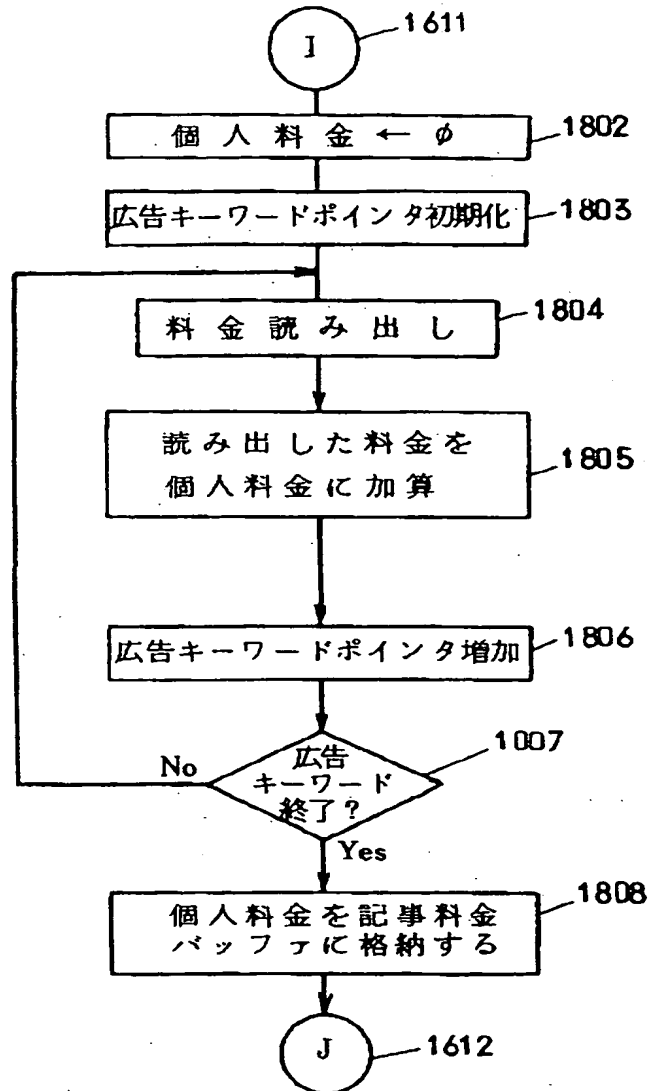 I
1611
個人料金 ← φ
1802
広告キーワードポインタ初期化
1803
料金読み出し
1804
読み出した料金を
個人料金に加算
1805
広告キーワードポインタ増加
1806
広告
キーワード
終了?
1007
No
Yes
個人料金を記事料金
バッファに格納する
1808
J
1612